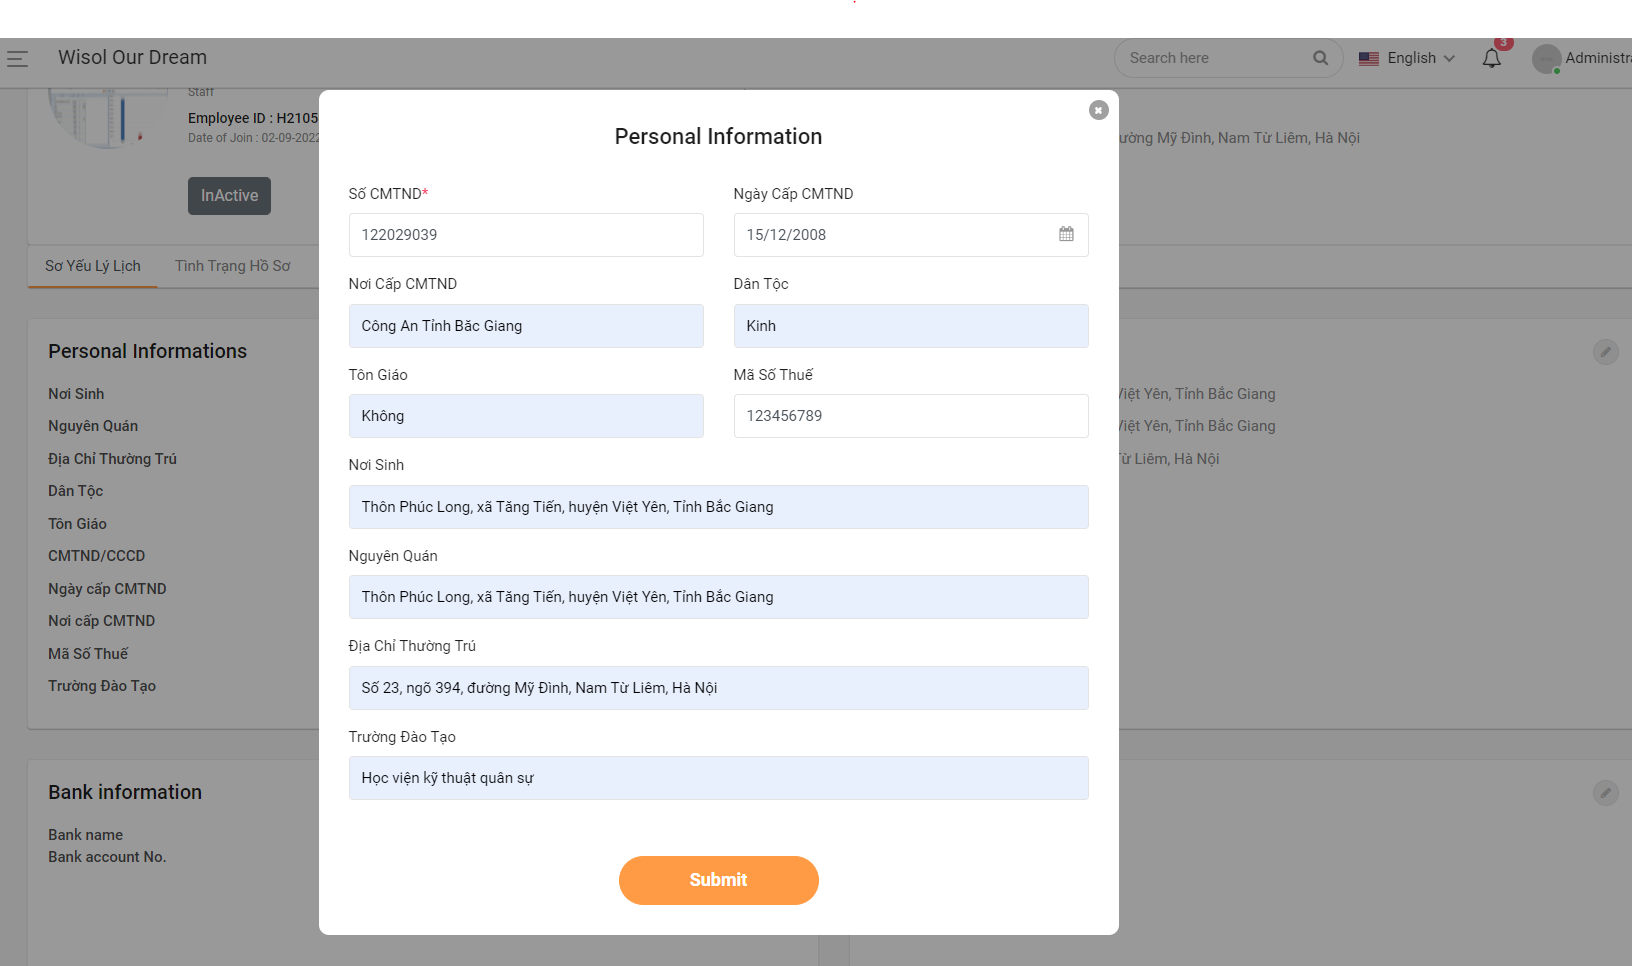 Wisol Our Dream
Search here
English
3
Administra
Staff
Employee ID : H2105
Date of Join : 02-09-2022
ường Mỹ Đình, Nam Từ Liêm, Hà Nội
InActive
Sơ Yếu Lý Lịch
Tình Trạng Hồ Sơ
Personal Information
Số CMTND*
Ngày Cấp CMTND
122029039
15/12/2008
Nơi Cấp CMTND
Dân Tộc
Công An Tỉnh Băc Giang
Kinh
Tôn Giáo
Mã Số Thuế
Không
123456789
Nơi Sinh
Thôn Phúc Long, xã Tăng Tiến, huyện Việt Yên, Tỉnh Bắc Giang
Nguyên Quán
Thôn Phúc Long, xã Tăng Tiến, huyện Việt Yên, Tỉnh Bắc Giang
Địa Chỉ Thường Trú
Số 23, ngõ 394, đường Mỹ Đình, Nam Từ Liêm, Hà Nội
Trường Đào Tạo
Học viện kỹ thuật quân sự
Submit
Personal Informations
Nơi Sinh
Việt Yên, Tỉnh Bắc Giang
Nguyên Quán
Việt Yên, Tỉnh Bắc Giang
Địa Chỉ Thường Trú
Từ Liêm, Hà Nội
Dân Tộc
Tôn Giáo
CMTND/CCCD
Ngày cấp CMTND
Nơi cấp CMTND
Mã Số Thuế
Trường Đào Tạo
Bank information
Bank name
Bank account No.